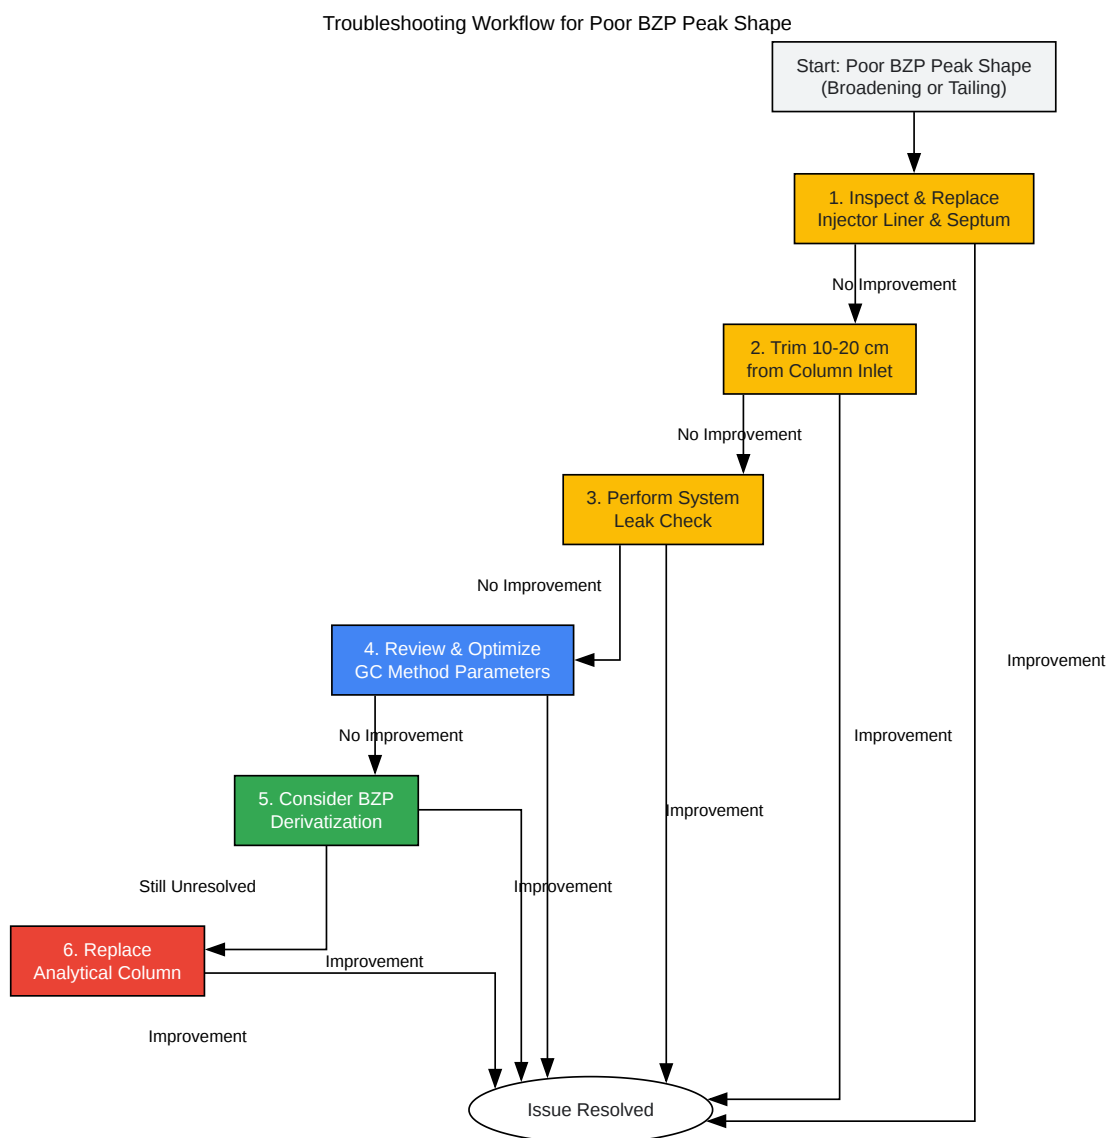 Troubleshooting Workflow for Poor BZP Peak Shape
Start: Poor BZP Peak Shape
(Broadening or Tailing)
1. Inspect & Replace
Injector Liner & Septum
No Improvement
2. Trim 10-20 cm
from Column Inlet
No Improvement
3. Perform System
Leak Check
No Improvement
4. Review & Optimize
GC Method Parameters
Improvement
No Improvement
Improvement
5. Consider BZP
Derivatization
Improvement
Still Unresolved
Improvement
6. Replace
Analytical Column
Improvement
Improvement
Issue Resolved